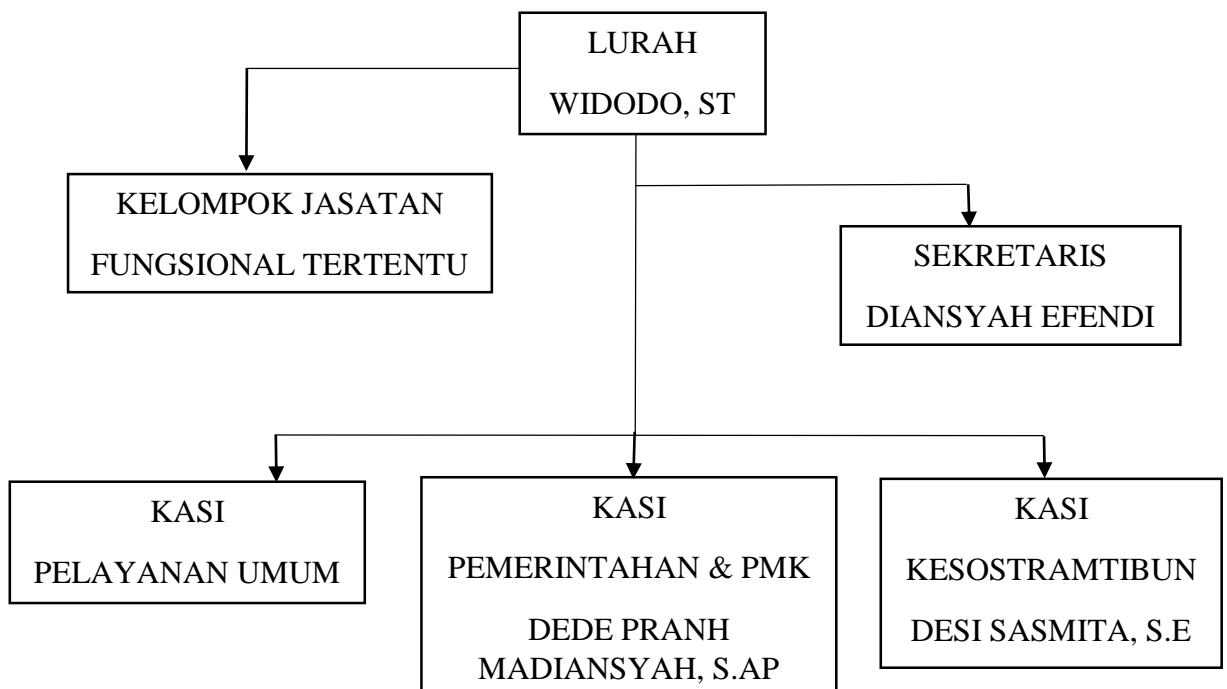 LURAH
WIDODO, ST
KELOMPOK JASATAN
FUNGSIONAL TERTENTU
SEKRETARIS
DIANSYAH EFENDI
KASI
PELAYANAN UMUM
KASI
PEMERINTAHAN & PMK
DEDE PRANH
MADIANSYAH, S.AP
KASI
KESOSTRAMTIBUN
DESI SASMITA, S.E